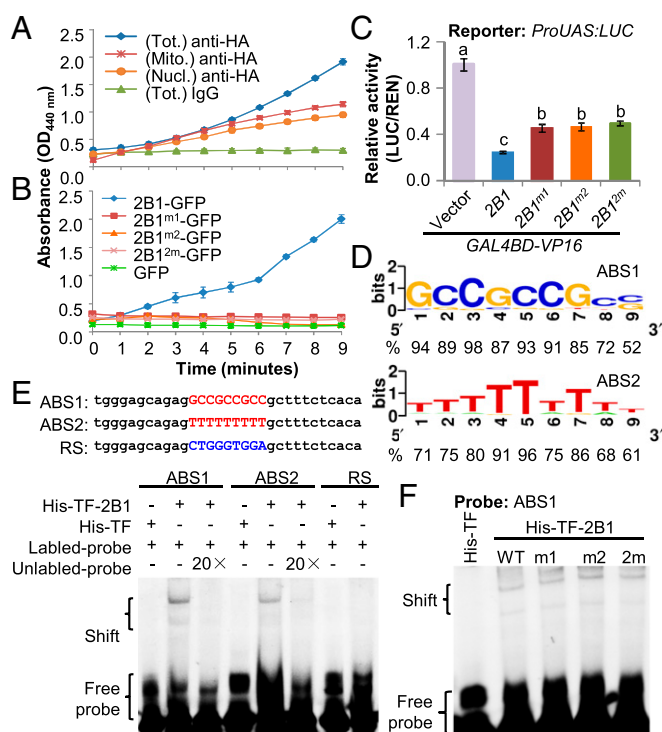 A
2.5
2.0
1.5
1.0
0.5
0.0
(Tot.) anti-HA
(Mito.) anti-HA
(Nucl.) anti-HA
(Tot.) IgG
Absorbance (OD440 nm)
B
2.5
2.0
1.5
1.0
0.5
0.0
2B1-GFP
2B1m1-GFP
2B1m2-GFP
2B12m-GFP
GFP
0 1 2 3 4 5 6 7 8 9
Time (minutes)
C
Reporter: ProUAS:LUC
Relative activity
(LUC/REN)
1.2
0.8
0.4
0
a
c
b
b
b
Vector
2B1
2B1m1
2B1m2
2B12m
GAL4BD-VP16
D
ABS1
bits
2
1
0
GCCGCCGCC
1 2 3 4 5 6 7 8 9
5′ 3′
% 94 89 98 87 93 91 85 72 52
ABS2
bits
2
1
0
TTTTTTTTT
1 2 3 4 5 6 7 8 9
5′ 3′
% 71 75 80 91 96 75 86 68 61
E
ABS1: tgggagcagagGCCGCCGCCgctttctcaca
ABS2: tgggagcagagTTTTTTTTTgctttctcaca
RS: tgggagcagagCTGGGTGGAgctttctcaca
ABS1 ABS2 RS
His-TF-2B1 - + + - + + - +
His-TF + - - + - - + -
Labled-probe + + + + + + + +
Unlabled-probe - - 20× - - 20× - -
Shift
Free
probe
F
Probe: ABS1
His-TF
His-TF-2B1
WT m1 m2 2m
Shift
Free
probe